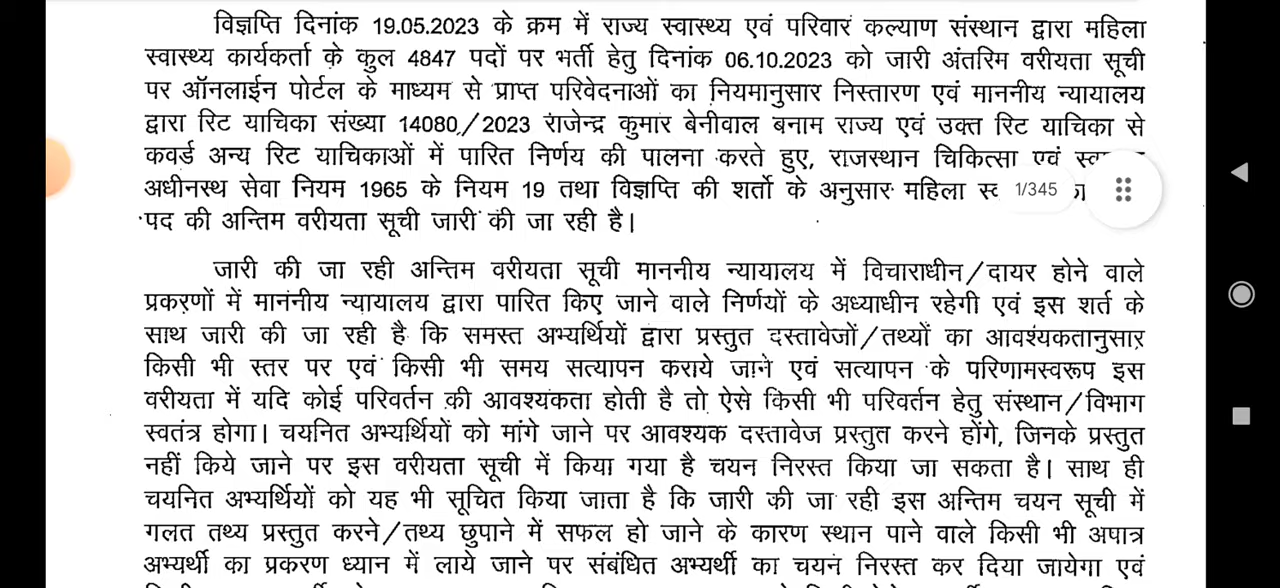 विज्ञप्ति दिनांक 19.05.2023 के क्रम में राज्य स्वास्थ्य एवं परिवार कल्याण संस्थान द्वारा महिला
स्वास्थ्य कार्यकर्ता के कुल 4847 पदों पर भर्ती हेतु दिनांक 06.10.2023 को जारी अंतरिम वरीयता सूची
पर ऑनलाईन पोर्टल के माध्यम से प्राप्त परिवेदनाओं का नियमानुसार निस्तारण एवं माननीय न्यायालय
द्वारा रिट याचिका संख्या 14080/2023 राजेन्द्र कुमार बेनीवाल बनाम राज्य एवं उक्त रिट याचिका से
कवर्ड अन्य रिट याचिकाओं में पारित निर्णय की पालना करते हुए, राजस्थान चिकित्सा एवं
अधीनस्थ सेवा नियम 1965 के नियम 19 तथा विज्ञप्ति की शर्तो के अनुसार महिला
1/345
पद की अन्तिम वरीयता सूची जारी की जा रही है।
जारी की जा रही अन्तिम वरीयता सूची माननीय न्यायालय में विचाराधीन/दायर होने वाले
प्रकरणों में माननीय न्यायालय द्वारा पारित किए जाने वाले निर्णयों के अध्याधीन रहेगी एवं इस शर्त के
साथ जारी की जा रही है कि समस्त अभ्यर्थियों द्वारा प्रस्तुत दस्तावेजों/तथ्यों का आवश्यकतानुसार
किसी भी स्तर पर एवं किसी भी समय सत्यापन कराये जाने एवं सत्यापन के परिणामस्वरूप इस
वरीयता में यदि कोई परिवर्तन की आवश्यकता होती है तो ऐसे किसी भी परिवर्तन हेतु संस्थान/विभाग
स्वतंत्र होगा। चयनित अभ्यर्थियों को मांगे जाने पर आवश्यक दस्तावेज प्रस्तुत करने होंगे, जिनके प्रस्तुत
नहीं किये जाने पर इस वरीयता सूची में किया गया है चयन निरस्त किया जा सकता है। साथ ही
चयनित अभ्यर्थियों को यह भी सूचित किया जाता है कि जारी की जा रही इस अन्तिम चयन सूची में
गलत तथ्य प्रस्तुत करने/तथ्य छुपाने में सफल हो जाने के कारण स्थान पाने वाले किसी भी अपात्र
अभ्यर्थी का प्रकरण ध्यान में लाये जाने पर संबंधित अभ्यर्थी का चयन निरस्त कर दिया जायेगा एवं